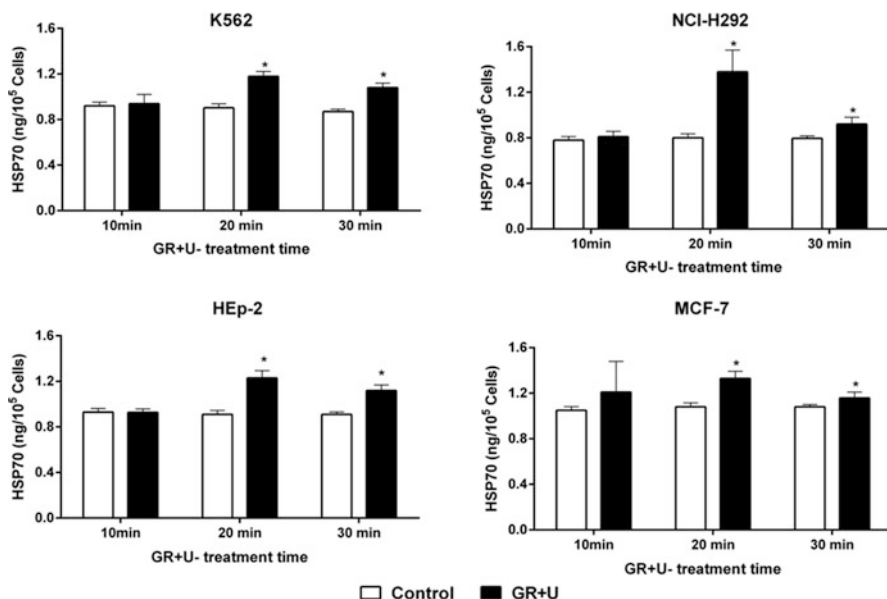 K562
HSP70 (ng/10⁵ Cells)
1.6
1.2
0.8
0.4
0.0
*
*
10min
20 min
30 min
GR+U- treatment time
NCI-H292
HSP70 (ng/10⁵ Cells)
1.6
1.2
0.8
0.4
0.0
*
*
10min
20 min
30 min
GR+U- treatment time
HEp-2
HSP70 (ng/10⁵ Cells)
1.6
1.2
0.8
0.4
0.0
*
*
10min
20 min
30 min
GR+U- treatment time
MCF-7
HSP70 (ng/10⁵ Cells)
1.6
1.2
0.8
0.4
0.0
*
*
10min
20 min
30 min
GR+U- treatment time
Control
GR+U